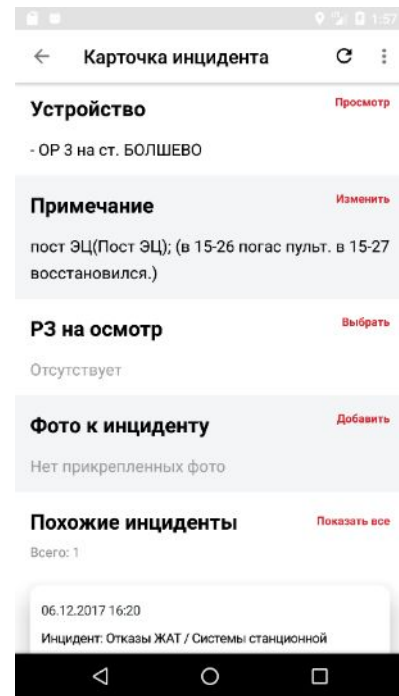 1:57
Карточка инцидента
Устройство
Просмотр
- ОР 3 на ст. БОЛШЕВО
Примечание
Изменить
пост ЭЦ(Пост ЭЦ); (в 15-26 погас пульт. в 15-27
восстановился.)
РЗ на осмотр
Выбрать
Отсутствует
Фото к инциденту
Добавить
Нет прикрепленных фото
Похожие инциденты
Показать все
Всего: 1
06.12.2017 16:20
Инцидент: Отказы ЖАТ / Системы станционной